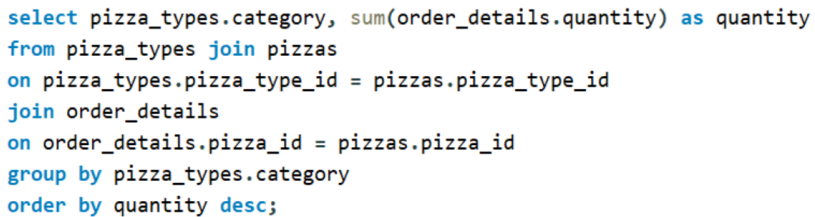 select pizza_types.category, sum(order_details.quantity) as quantity
from pizza_types join pizzas
on pizza_types.pizza_type_id = pizzas.pizza_type_id
join order_details
on order_details.pizza_id = pizzas.pizza_id
group by pizza_types.category
order by quantity desc;